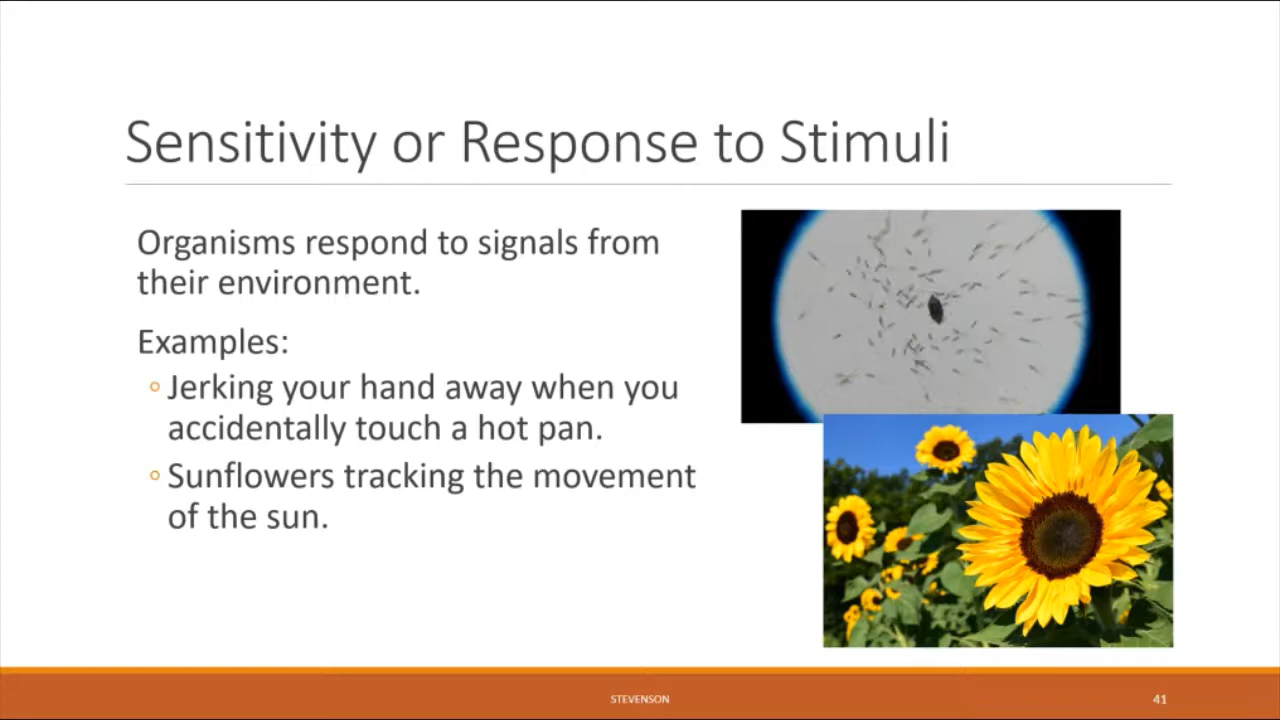 Sensitivity or Response to Stimuli
Organisms respond to signals from
their environment.
Examples:
◦ Jerking your hand away when you
accidentally touch a hot pan.
◦ Sunflowers tracking the movement
of the sun.
STEVENSON
41